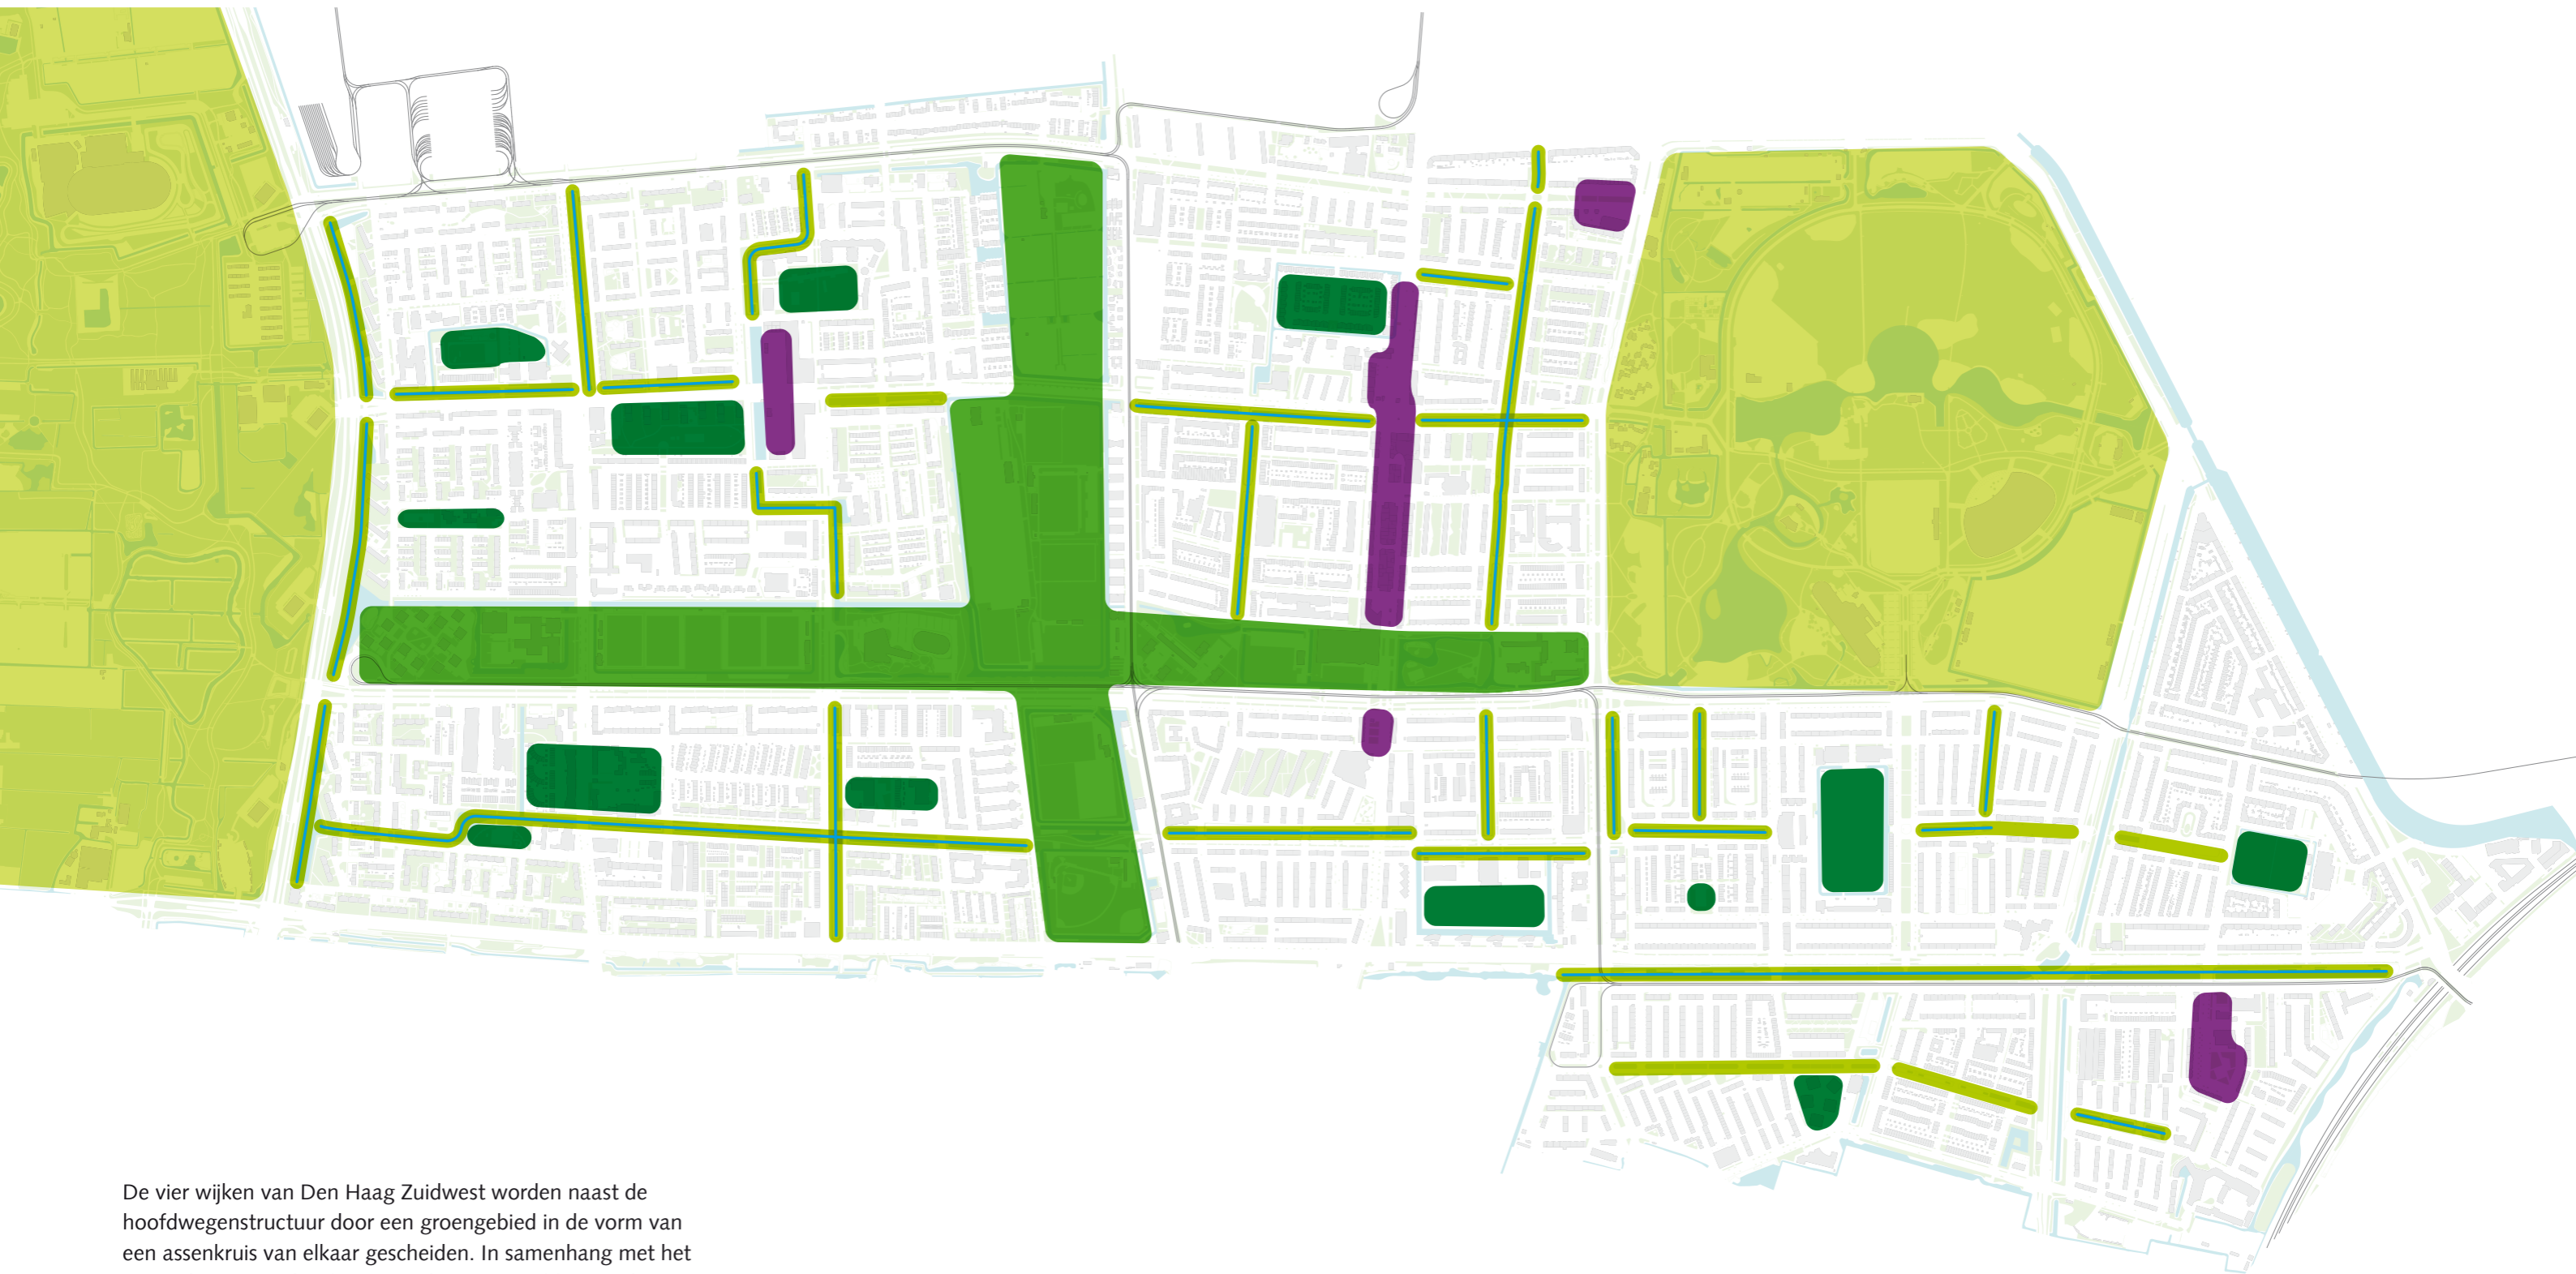 De vier wijken van Den Haag Zuidwest worden naast de
hoofdwegenstructuur door een groengebied in de vorm van
een assenkruis van elkaar gescheiden. In samenhang met het